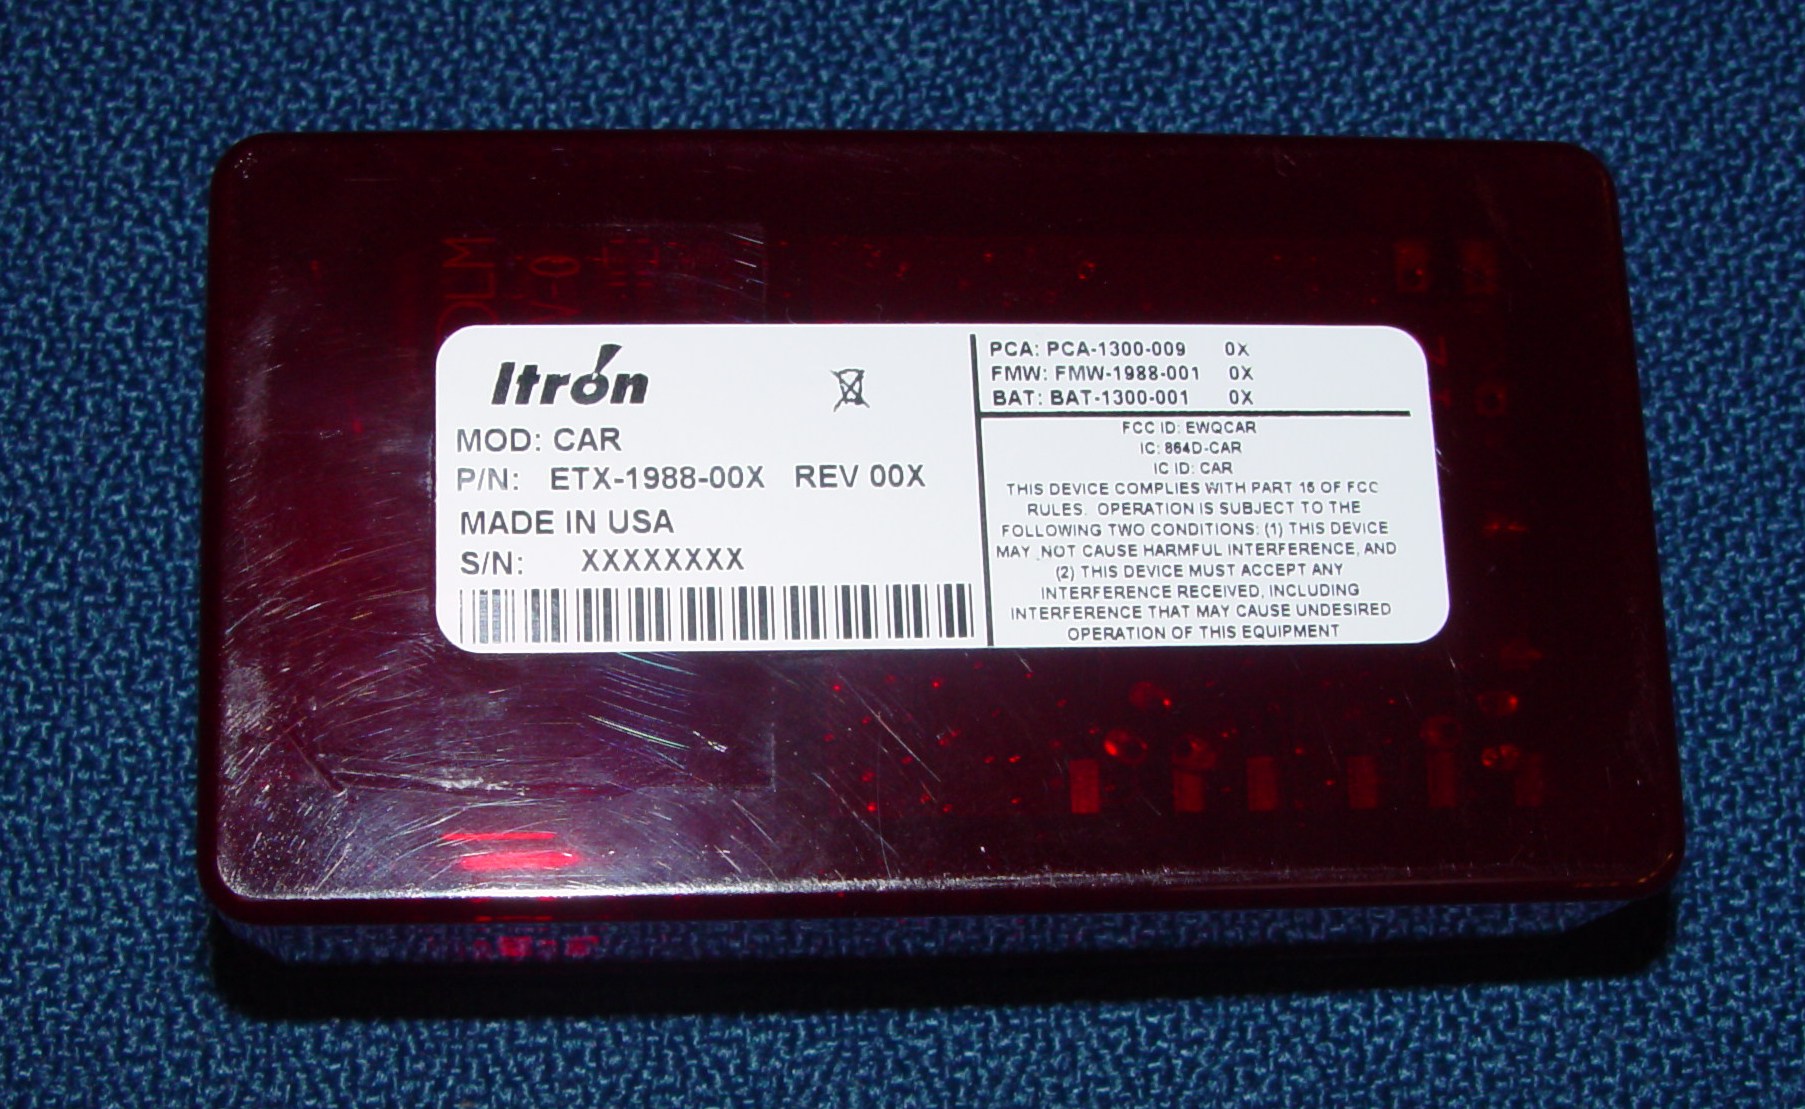 Itron
MOD: CAR
P/N: ETX-1988-00X REV 00X
MADE IN USA
S/N: XXXXXXXX
PCA: PCA-1300-009 0X
FMW: FMW-1988-001 0X
BAT: BAT-1300-001 0X
FCC ID: EWQCAR
IC: 864D-CAR
IC ID: CAR
THIS DEVICE COMPLIES WITH PART 15 OF FCC
RULES. OPERATION IS SUBJECT TO THE
FOLLOWING TWO CONDITIONS: (1) THIS DEVICE
MAY NOT CAUSE HARMFUL INTERFERENCE, AND
(2) THIS DEVICE MUST ACCEPT ANY
INTERFERENCE RECEIVED, INCLUDING
INTERFERENCE THAT MAY CAUSE UNDESIRED
OPERATION OF THIS EQUIPMENT